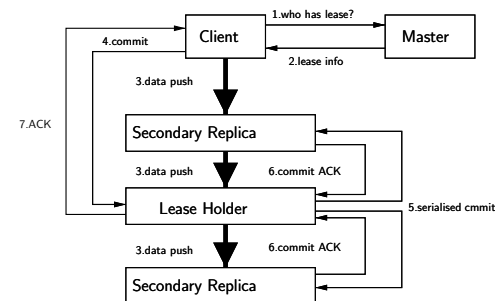 1.who has lease?
Client
Master
4.commit
2.lease info
3.data push
7.ACK
Secondary Replica
3.data push
6.commit ACK
Lease Holder
5.serialised cmmit
3.data push
6.commit ACK
Secondary Replica